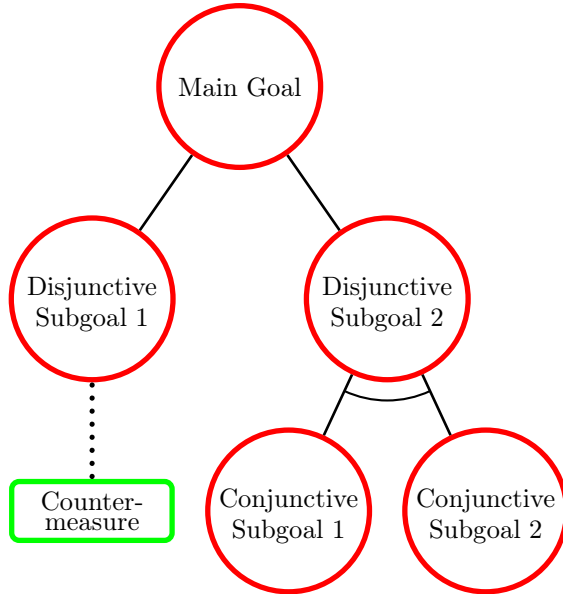 Main Goal
Disjunctive
Subgoal 1
Disjunctive
Subgoal 2
Counter-
measure
Conjunctive
Subgoal 1
Conjunctive
Subgoal 2